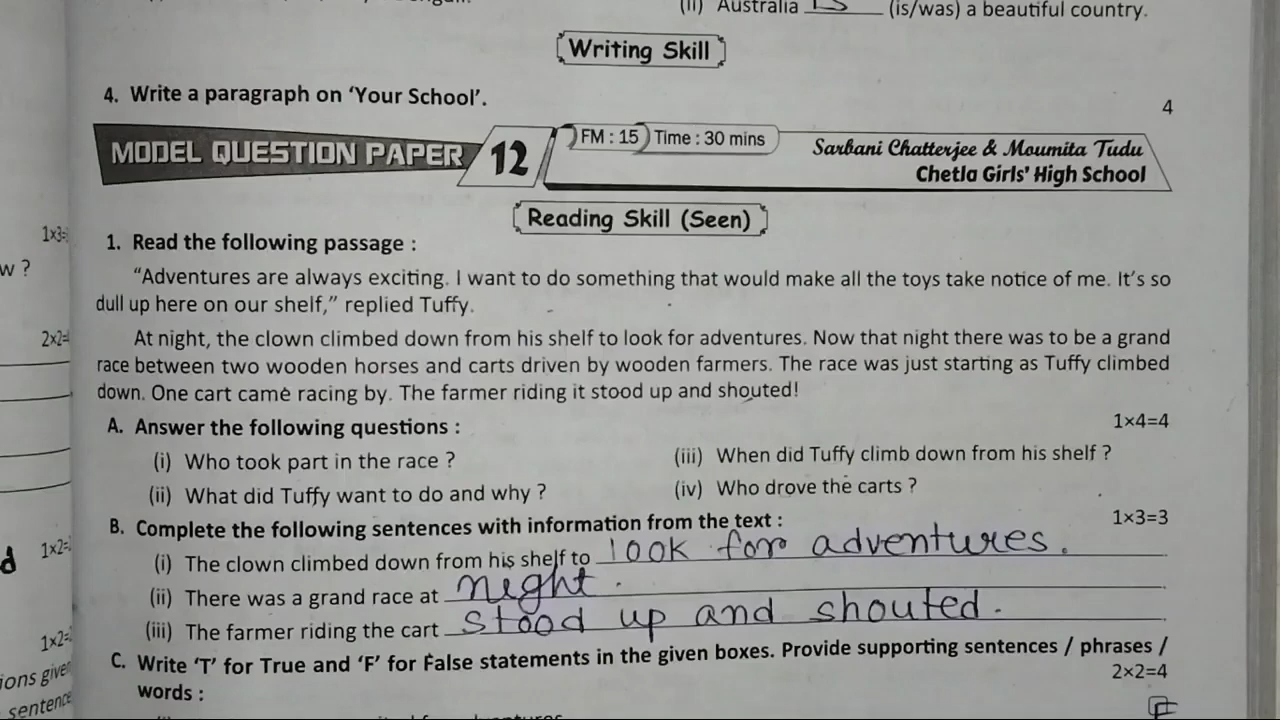 (ii) Australia is (is/was) a beautiful country.
Writing Skill
4. Write a paragraph on ‘Your School’.
4
MODEL QUESTION PAPER 12 FM : 15 Time : 30 mins Sarbani Chatterjee & Moumita Tudu
Chetla Girls' High School
Reading Skill (Seen)
1x3=
1. Read the following passage :
w ?
“Adventures are always exciting. I want to do something that would make all the toys take notice of me. It’s so
dull up here on our shelf,” replied Tuffy.
2x2=
At night, the clown climbed down from his shelf to look for adventures. Now that night there was to be a grand
race between two wooden horses and carts driven by wooden farmers. The race was just starting as Tuffy climbed
down. One cart came racing by. The farmer riding it stood up and shouted!
A. Answer the following questions : 1x4=4
(i) Who took part in the race ? (iii) When did Tuffy climb down from his shelf ?
(ii) What did Tuffy want to do and why ? (iv) Who drove the carts ?
B. Complete the following sentences with information from the text : 1x3=3
(i) The clown climbed down from his shelf to look for adventures.
1x2=
(ii) There was a grand race at night.
(iii) The farmer riding the cart stood up and shouted.
1x2=
C. Write ‘T’ for True and ‘F’ for False statements in the given boxes. Provide supporting sentences / phrases /
words : 2x2=4
ions given
sentence
F